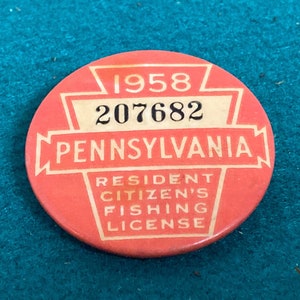 1958
207682
PENNSYLVANIA
RESIDENT
CITIZEN'S
FISHING
LICENSE